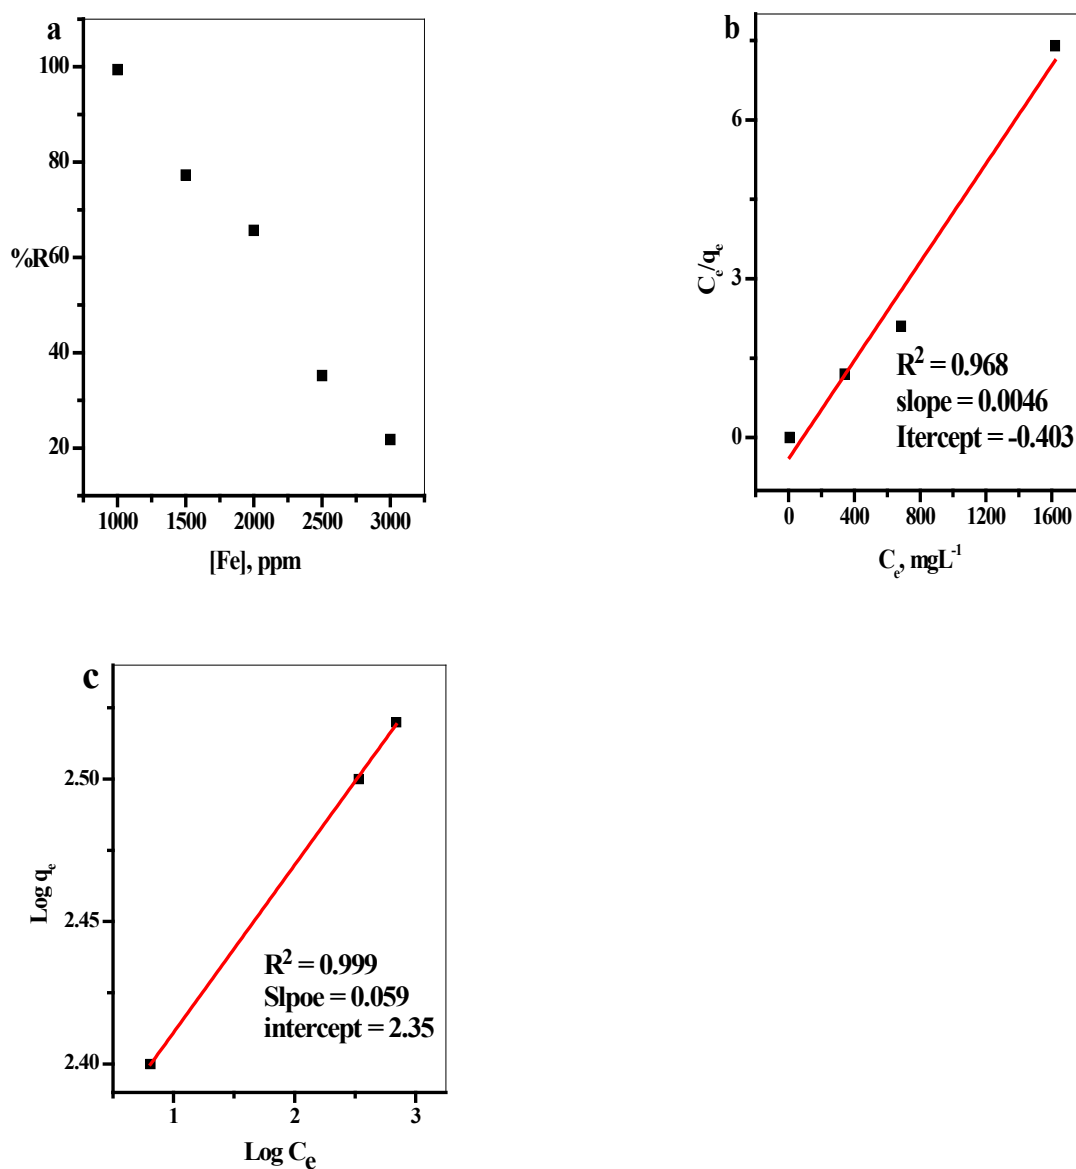 a
100
80
%R
60
40
20
1000 1500 2000 2500 3000
[Fe], ppm
b
6
C_e/q_e
3
0
R² = 0.968
slope = 0.0046
Itercept = -0.403
0 400 800 1200 1600
C_e, mgL⁻¹
c
2.50
Log q_e
2.45
2.40
R² = 0.999
Slpoe = 0.059
intercept = 2.35
1 2 3
Log C_e